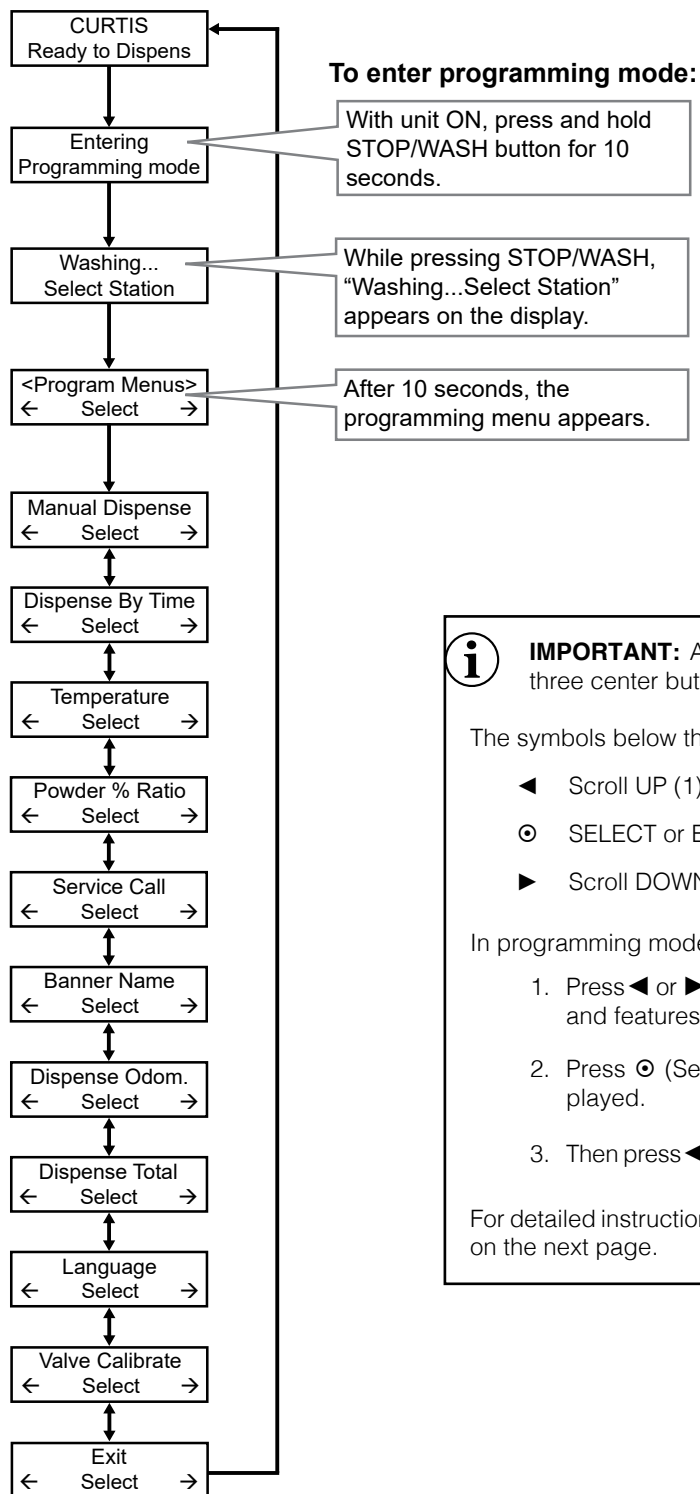 CURTIS
Ready to Dispens
To enter programming mode:
Entering
Programming mode
With unit ON, press and hold
STOP/WASH button for 10
seconds.
Washing...
Select Station
While pressing STOP/WASH,
“Washing...Select Station”
appears on the display.
<Program Menus>
← Select →
After 10 seconds, the
programming menu appears.
Manual Dispense
← Select →
Dispense By Time
← Select →
Temperature
← Select →
Powder % Ratio
← Select →
Service Call
← Select →
Banner Name
← Select →
Dispense Odom.
← Select →
Dispense Total
← Select →
Language
← Select →
Valve Calibrate
← Select →
Exit
← Select →
i IMPORTANT:
three center
The symbols below
◄ Scroll UP (1)
⊙ SELECT or
► Scroll DOWN
In programming
1. Press ◄ or ►
and features
2. Press ⊙
played.
3. Then press ◄
For detailed
on the next page.